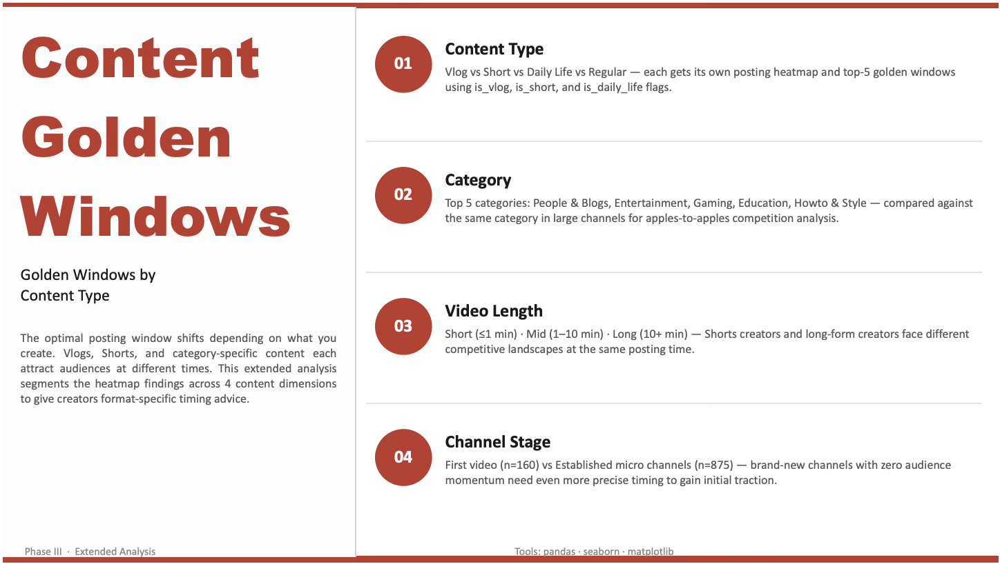 Content
Golden
Windows
Golden Windows by
Content Type
The optimal posting window shifts depending on what you
create. Vlogs, Shorts, and category-specific content each
attract audiences at different times. This extended analysis
segments the heatmap findings across 4 content dimensions
to give creators format-specific timing advice.
Phase III · Extended Analysis
01
Content Type
Vlog vs Short vs Daily Life vs Regular — each gets its own posting heatmap and top-5 golden windows
using is_vlog, is_short, and is_daily_life flags.
02
Category
Top 5 categories: People & Blogs, Entertainment, Gaming, Education, Howto & Style — compared against
the same category in large channels for apples-to-apples competition analysis.
03
Video Length
Short (≤1 min) · Mid (1–10 min) · Long (10+ min) — Shorts creators and long-form creators face different
competitive landscapes at the same posting time.
04
Channel Stage
First video (n=160) vs Established micro channels (n=875) — brand-new channels with zero audience
momentum need even more precise timing to gain initial traction.
Tools: pandas · seaborn · matplotlib